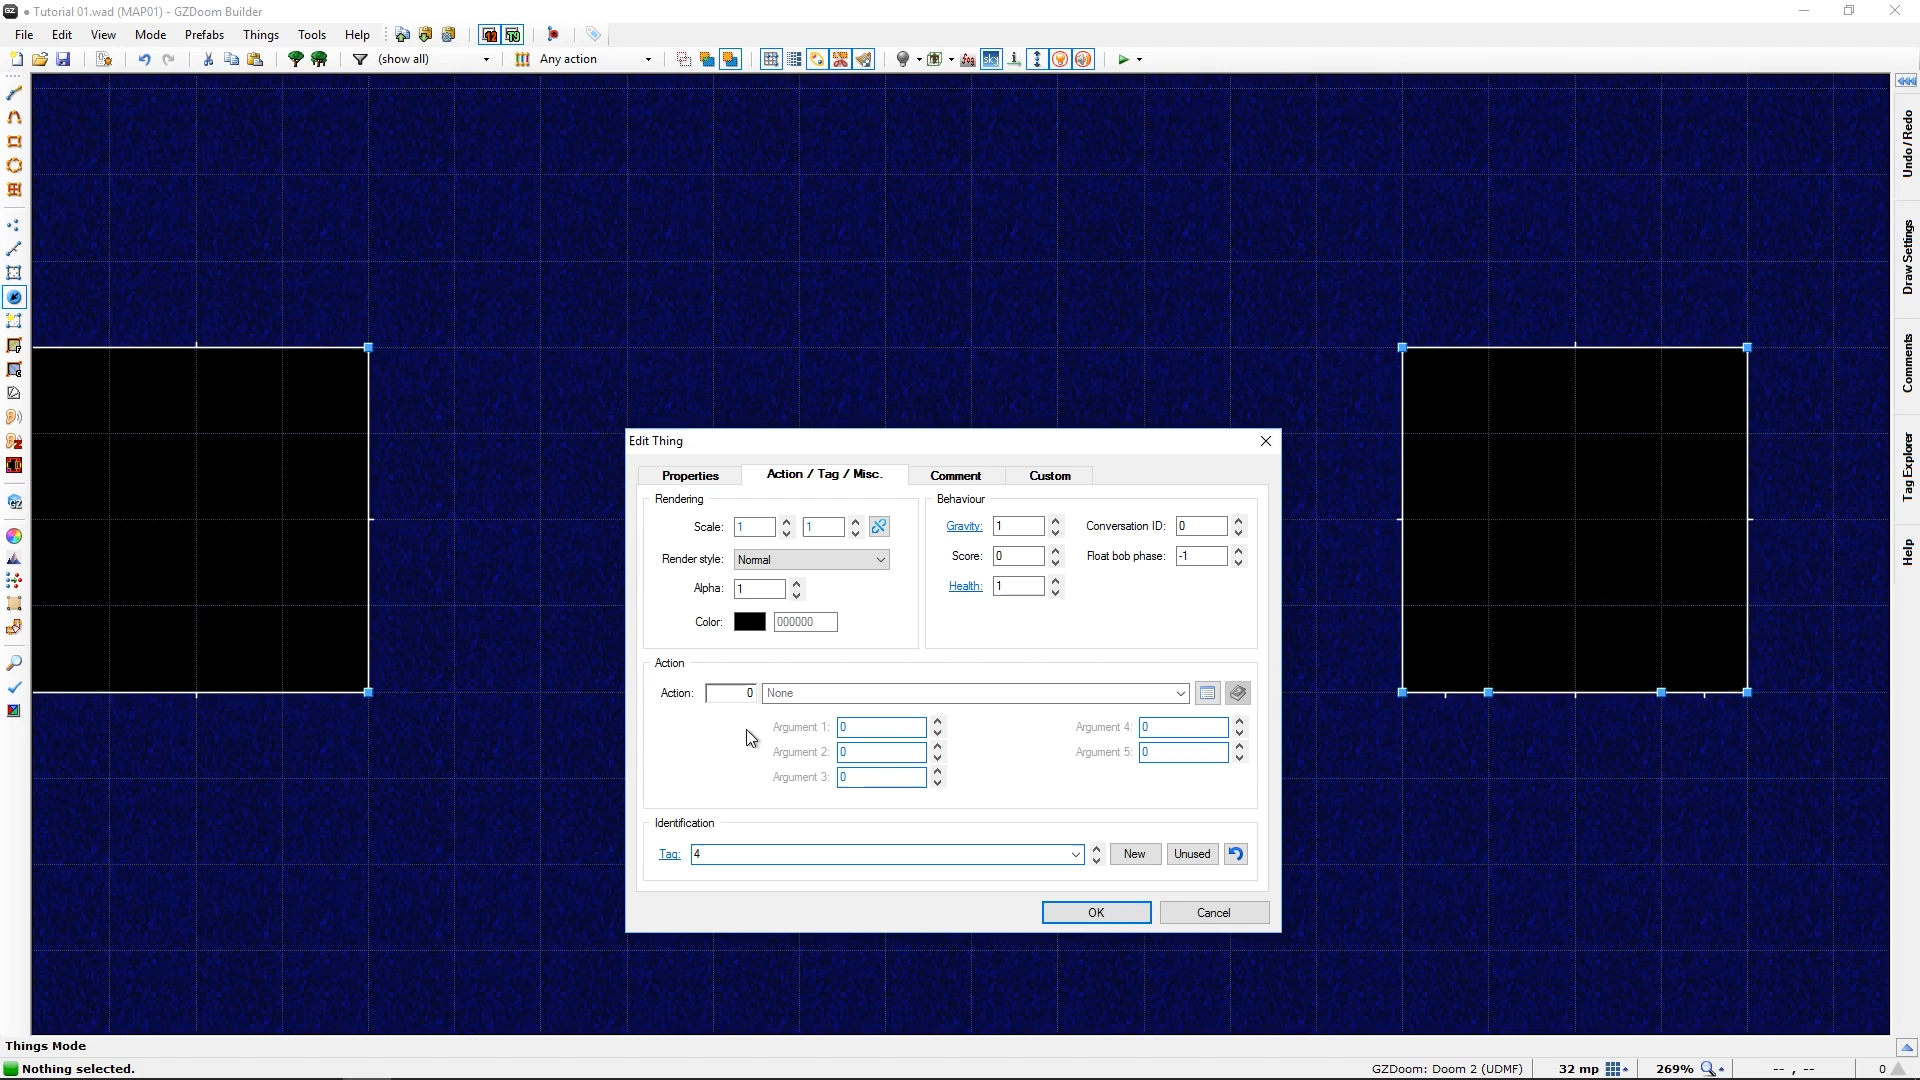 • Tutorial 01.wad (MAP01) - GZDoom Builder
File Edit View Mode Prefabs Things Tools Help
(show all) Any action
Undo / Redo
Draw Settings
Comments
Tag Explorer
Help
Edit Thing
Properties Action / Tag / Misc. Comment Custom
Rendering Behaviour
Scale: 1 1 Gravity: 1 Conversation ID: 0
Render style: Normal Score: 0 Float bob phase: -1
Alpha: 1 Health: 1
Color: 000000
Action
Action: 0 None
Argument 1: 0 Argument 4: 0
Argument 2: 0 Argument 5: 0
Argument 3: 0
Identification
Tag: 4 New Unused
OK Cancel
Things Mode
Nothing selected. GZDoom: Doom 2 (UDMF) 32 mp 269% -- , -- 0